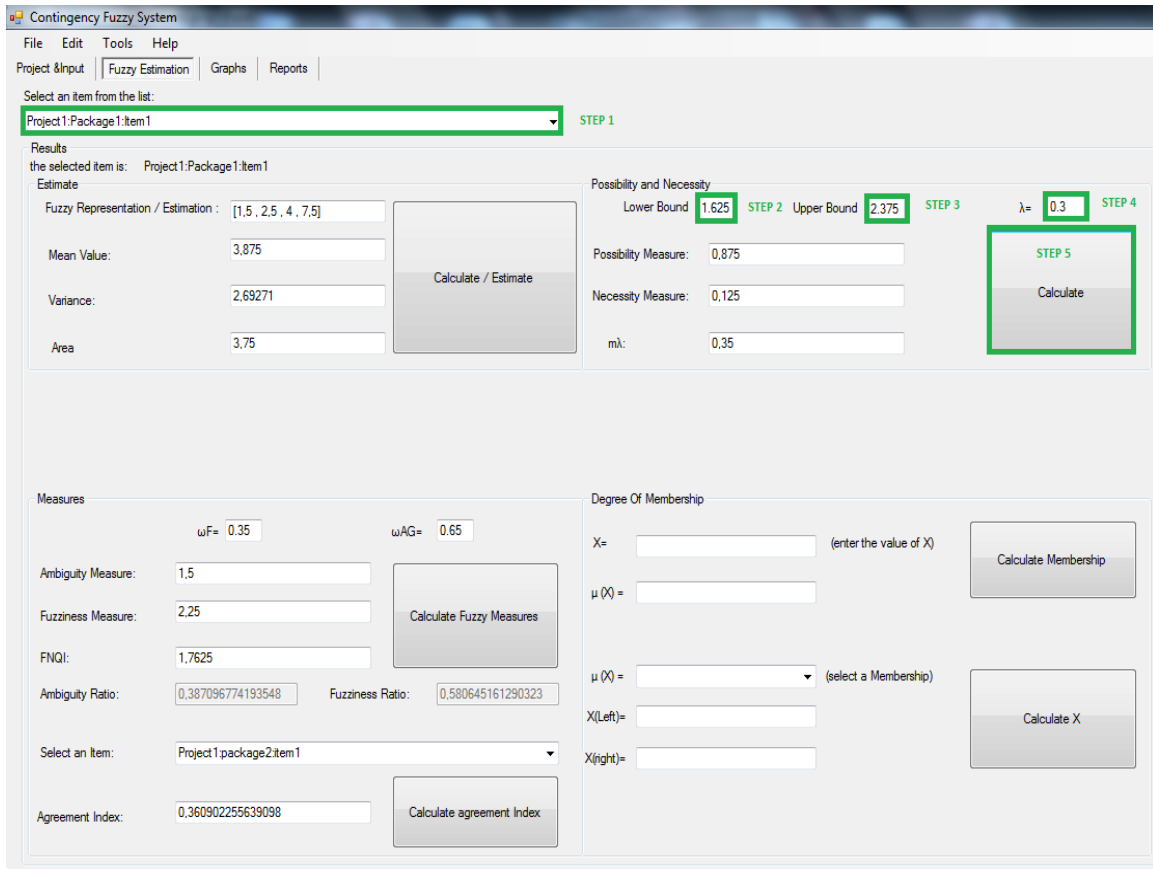 Contingency Fuzzy System
File Edit Tools Help
Project &Input Fuzzy Estimation Graphs Reports
Select an item from the list:
Project1:Package1:Item1 STEP 1
Results
the selected item is: Project1:Package1:Item1
Estimate
Fuzzy Representation / Estimation : [1,5 , 2,5 , 4 , 7,5]
Mean Value: 3,875
Variance: 2,69271
Area 3,75
Calculate / Estimate
Possibility and Necessity
Lower Bound 1.625 STEP 2 Upper Bound 2.375 STEP 3 λ= 0.3 STEP 4
Possibility Measure: 0,875
Necessity Measure: 0,125
mλ: 0,35
STEP 5
Calculate
Measures
ωF= 0.35 ωAG= 0.65
Ambiguity Measure: 1,5
Fuzziness Measure: 2,25
FNQI: 1,7625
Calculate Fuzzy Measures
Ambiguity Ratio: 0,387096774193548 Fuzziness Ratio: 0,580645161290323
Select an Item: Project1:package2:item1
Agreement Index: 0,360902255639098 Calculate agreement Index
Degree Of Membership
X= (enter the value of X)
μ (X) =
Calculate Membership
μ (X) = (select a Membership)
X(Left)=
X(right)=
Calculate X